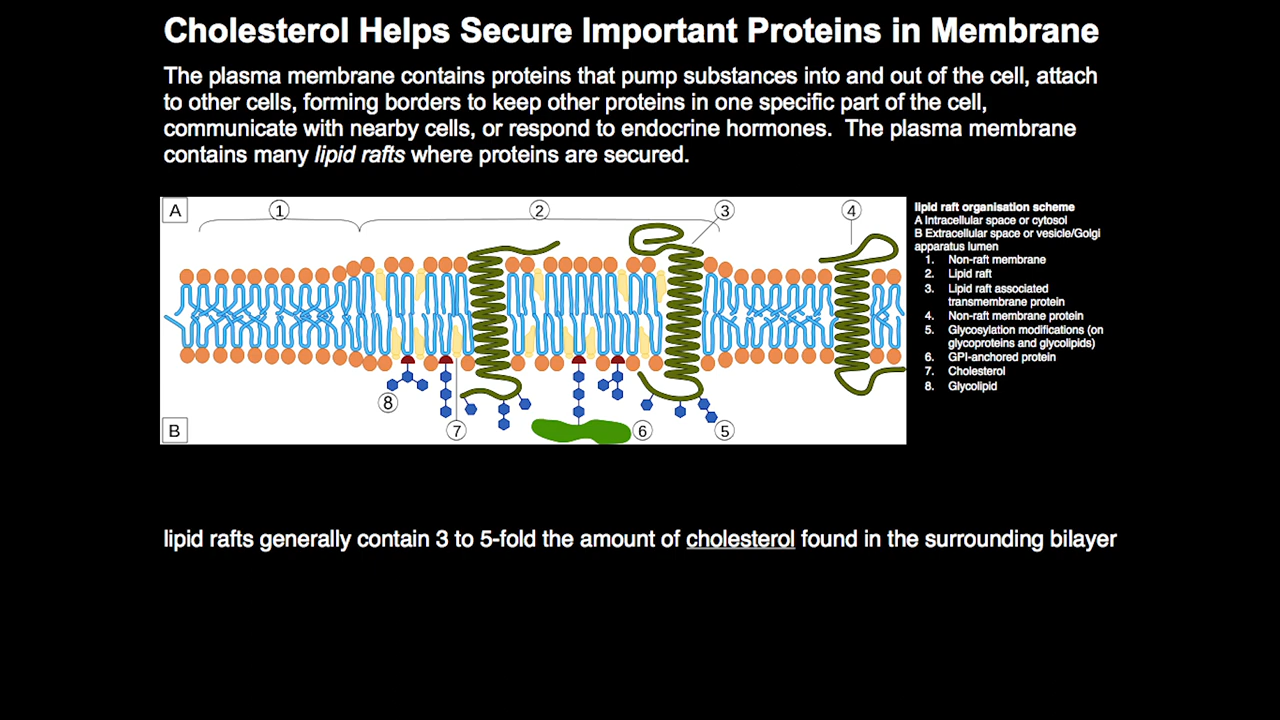 Cholesterol Helps Secure Important Proteins in Membrane
The plasma membrane contains proteins that pump substances into and out of the cell, attach
to other cells, forming borders to keep other proteins in one specific part of the cell,
communicate with nearby cells, or respond to endocrine hormones.  The plasma membrane
contains many lipid rafts where proteins are secured.
A
1
2
3
4
8
7
6
5
B
lipid raft organisation scheme
A Intracellular space or cytosol
B Extracellular space or vesicle/Golgi
apparatus lumen
1. Non-raft membrane
2. Lipid raft
3. Lipid raft associated
transmembrane protein
4. Non-raft membrane protein
5. Glycosylation modifications (on
glycoproteins and glycolipids)
6. GPI-anchored protein
7. Cholesterol
8. Glycolipid
lipid rafts generally contain 3 to 5-fold the amount of cholesterol found in the surrounding bilayer